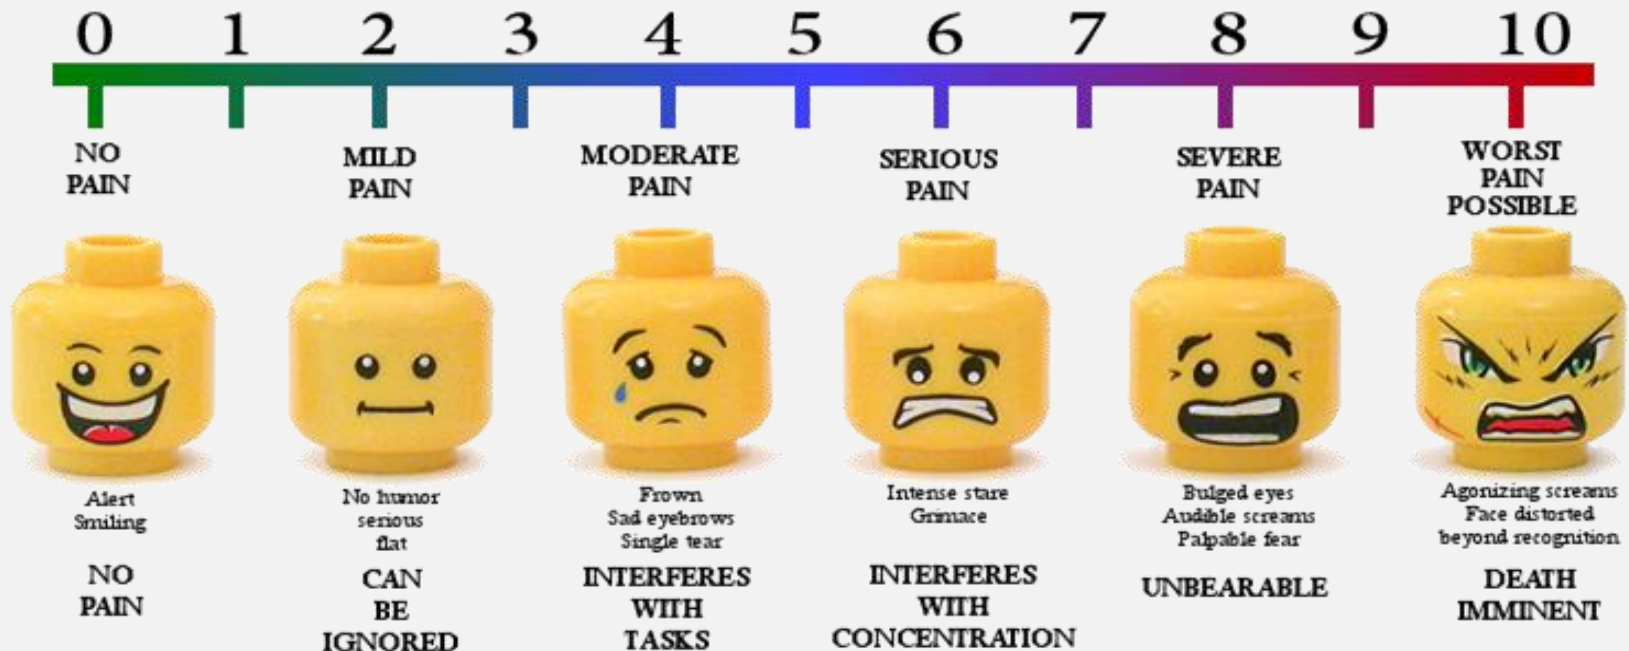 0 1 2 3 4 5 6 7 8 9 10
NO
PAIN
MILD
PAIN
MODERATE
PAIN
SERIOUS
PAIN
SEVERE
PAIN
WORST
PAIN
POSSIBLE
Alert
Smiling
No humor
serious
flat
Frown
Sad eyebrows
Single tear
Intense stare
Grimace
Bulged eyes
Audible screams
Palpable fear
Agonizing screams
Face distorted
beyond recognition
NO
PAIN
CAN
BE
IGNORED
INTERFERES
WITH
TASKS
INTERFERES
WITH
CONCENTRATION
UNBEARABLE
DEATH
IMMINENT